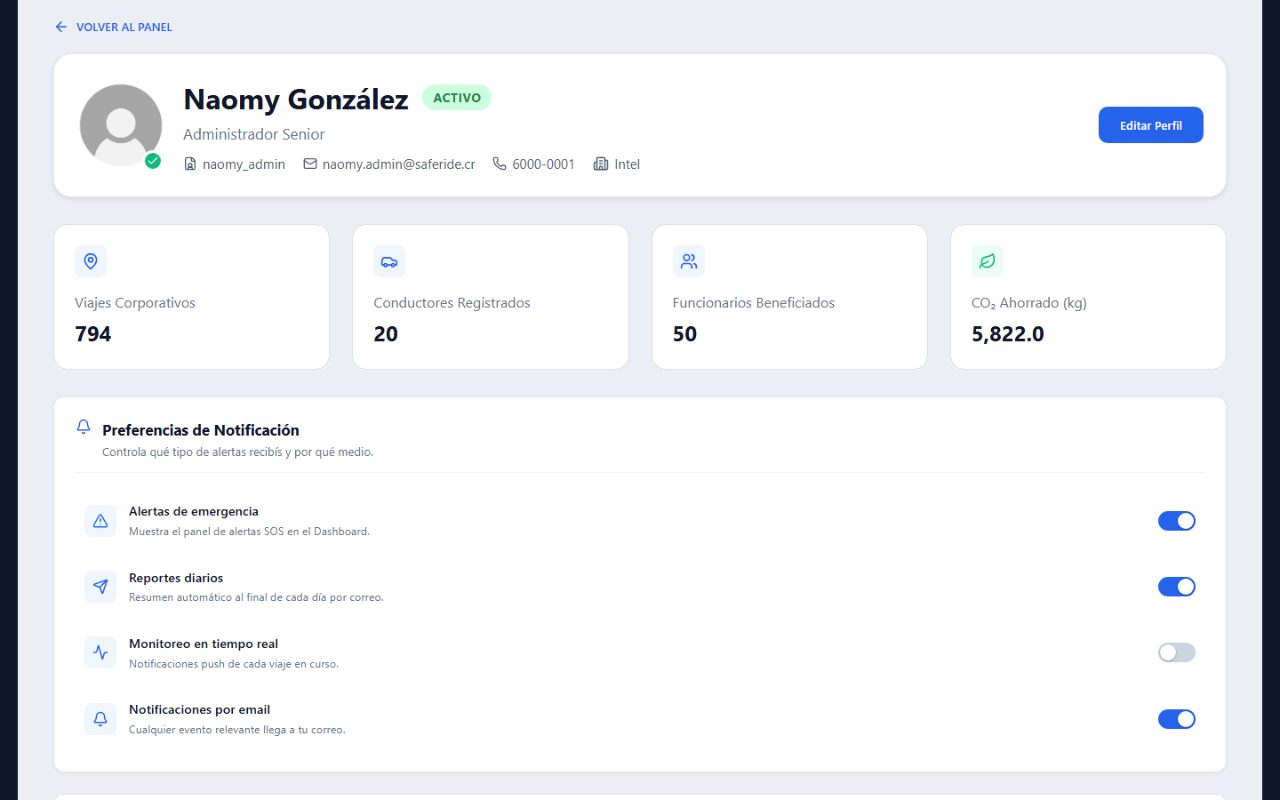 VOLVER AL PANEL
Naomy González
ACTIVO
Administrador Senior
naomy_admin
naomy.admin@saferide.cr
6000-0001
Intel
Editar Perfil
Viajes Corporativos
794
Conductores Registrados
20
Funcionarios Beneficiados
50
CO₂ Ahorrado (kg)
5,822.0
Preferencias de Notificación
Controla qué tipo de alertas recibís y por qué medio.
Alertas de emergencia
Muestra el panel de alertas SOS en el Dashboard.
Reportes diarios
Resumen automático al final de cada día por correo.
Monitoreo en tiempo real
Notificaciones push de cada viaje en curso.
Notificaciones por email
Cualquier evento relevante llega a tu correo.